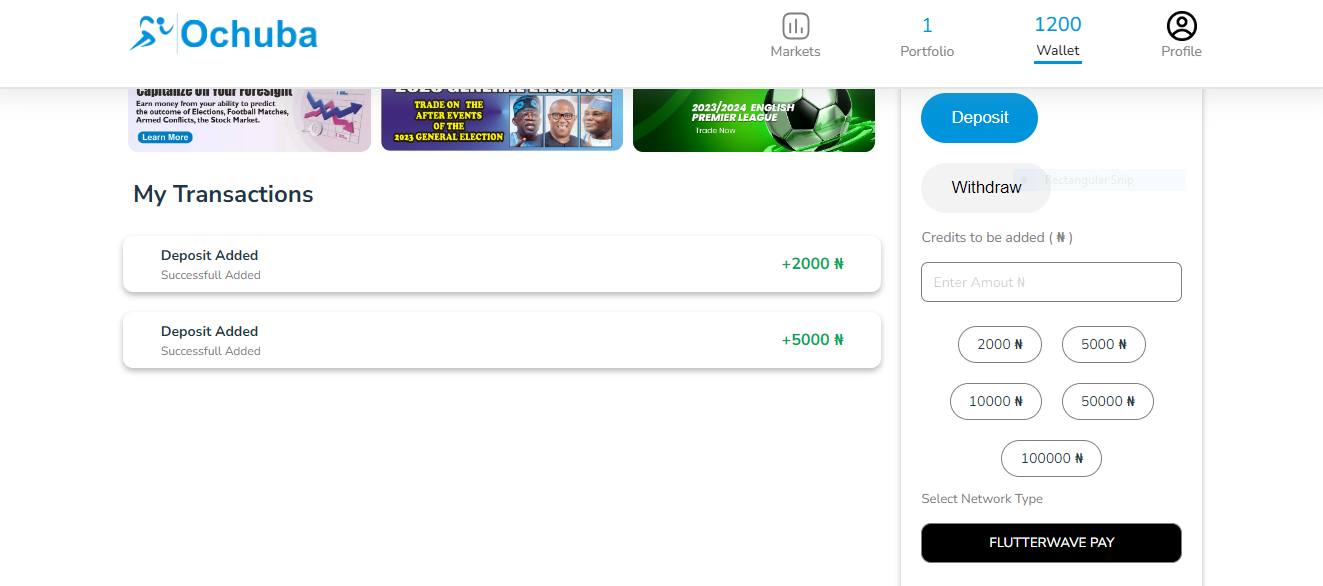 Ochuba
Markets
1
Portfolio
1200
Wallet
Profile
Capitalize on Your Foresight
Earn money from your ability to predict
the outcome of Elections, Football Matches,
Armed Conflicts, the Stock Market.
Learn More
2023 GENERAL ELECTION
TRADE ON THE
AFTER EVENTS
OF THE
2023 GENERAL ELECTION
2023/2024 ENGLISH
PREMIER LEAGUE
Trade Now
My Transactions
Deposit Added
Successfull Added
+2000 ₦
Deposit Added
Successfull Added
+5000 ₦
Deposit
Withdraw
Rectangular Snip
Credits to be added ( ₦ )
Enter Amout ₦
2000 ₦
5000 ₦
10000 ₦
50000 ₦
100000 ₦
Select Network Type
FLUTTERWAVE PAY